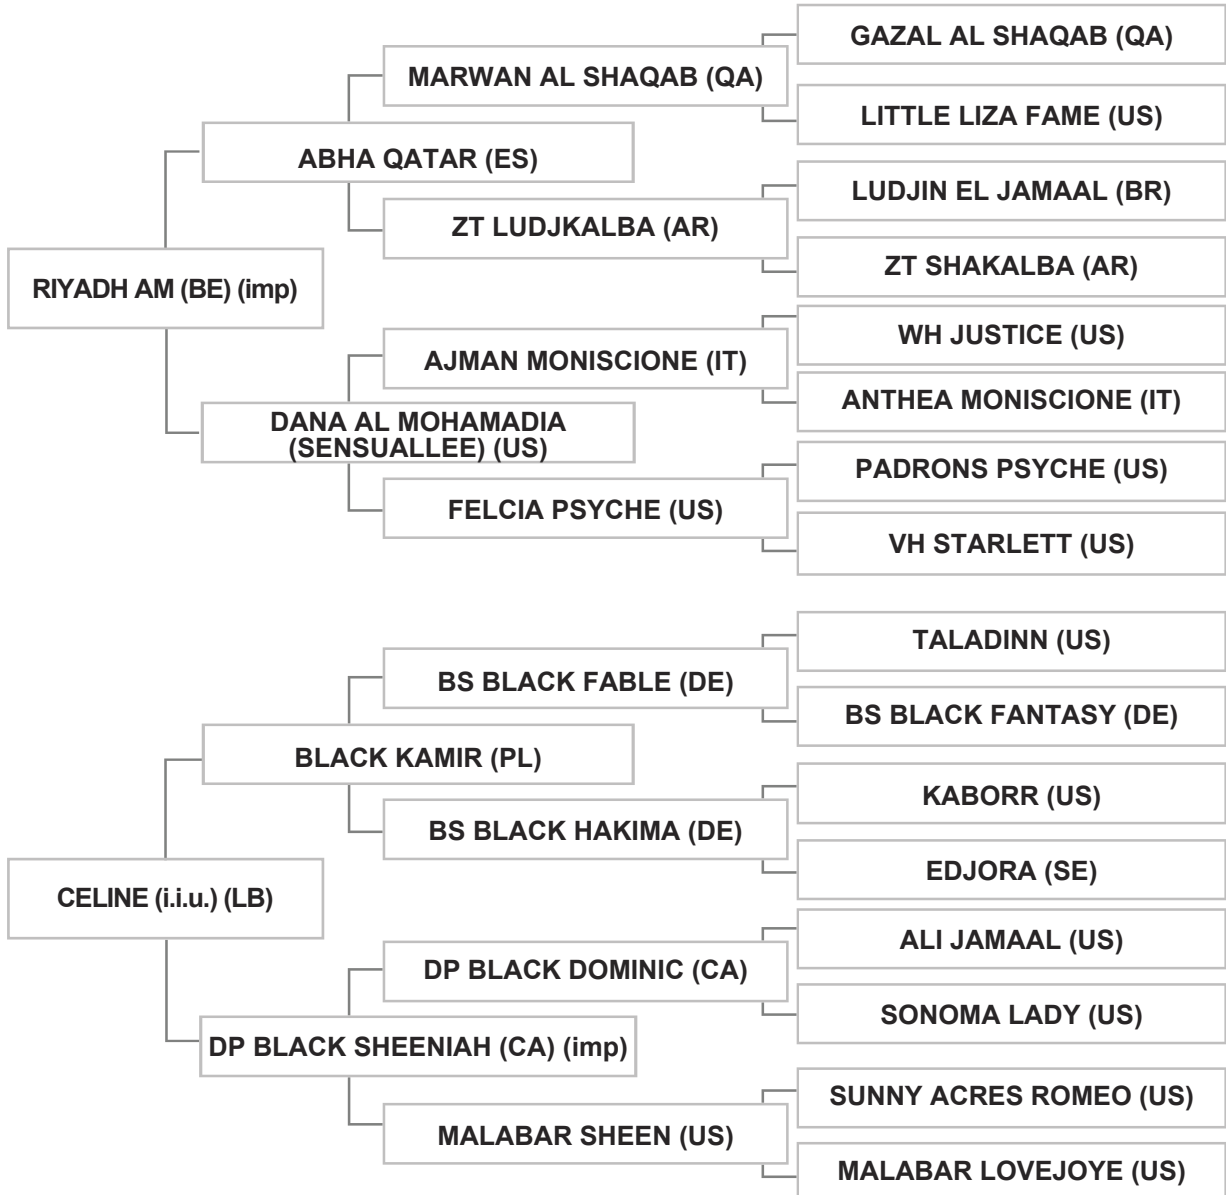 GAZAL AL SHAQAB (QA)
MARWAN AL SHAQAB (QA)
LITTLE LIZA FAME (US)
ABHA QATAR (ES)
LUDJIN EL JAMAAL (BR)
ZT LUDJKALBA (AR)
ZT SHAKALBA (AR)
RIYADH AM (BE) (imp)
WH JUSTICE (US)
AJMAN MONISCIONE (IT)
ANTHEA MONISCIONE (IT)
DANA AL MOHAMADIA
(SENSUALLEE) (US)
PADRONS PSYCHE (US)
FELCIA PSYCHE (US)
VH STARLETT (US)
TALADINN (US)
BS BLACK FABLE (DE)
BS BLACK FANTASY (DE)
BLACK KAMIR (PL)
KABORR (US)
BS BLACK HAKIMA (DE)
EDJORA (SE)
CELINE (i.i.u.) (LB)
ALI JAMAAL (US)
DP BLACK DOMINIC (CA)
SONOMA LADY (US)
DP BLACK SHEENIAH (CA) (imp)
SUNNY ACRES ROMEO (US)
MALABAR SHEEN (US)
MALABAR LOVEJOYE (US)